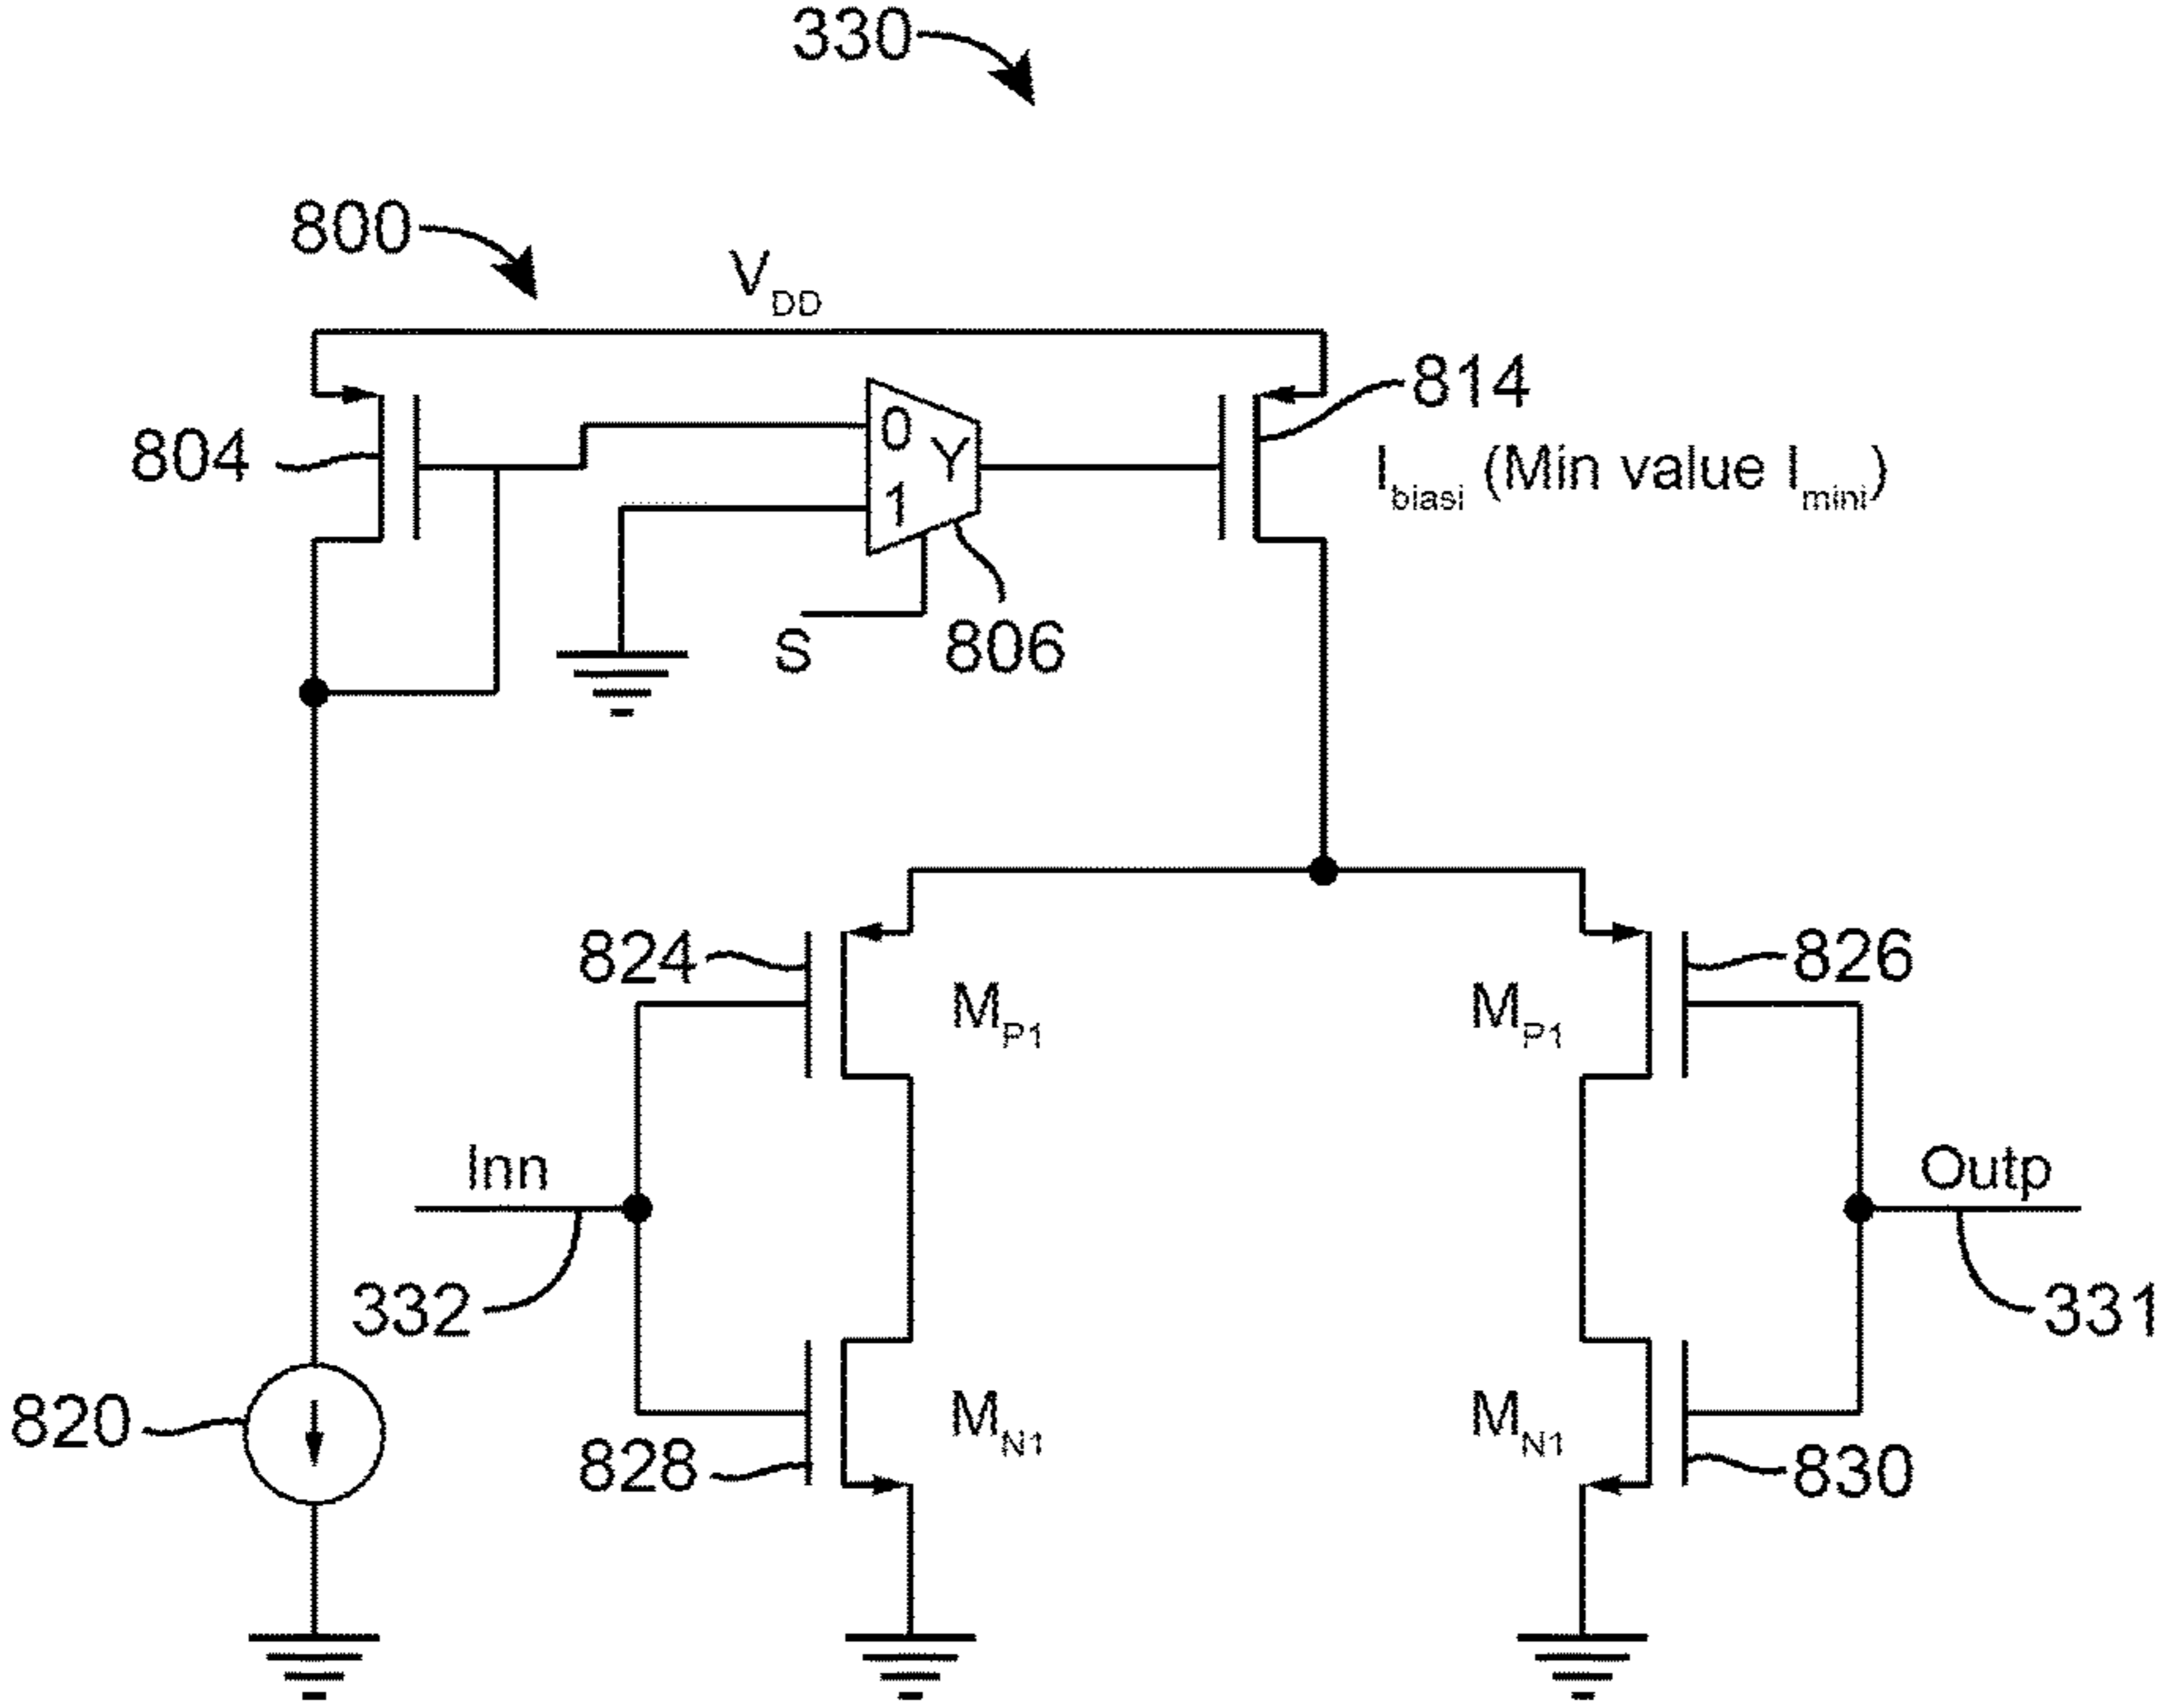 330
800
V_DD
814
804
0
Y
1
I_biasi (Min value I_mini)
S
806
824
826
M_P1
M_P1
Inn
Outp
332
331
820
M_N1
M_N1
828
830